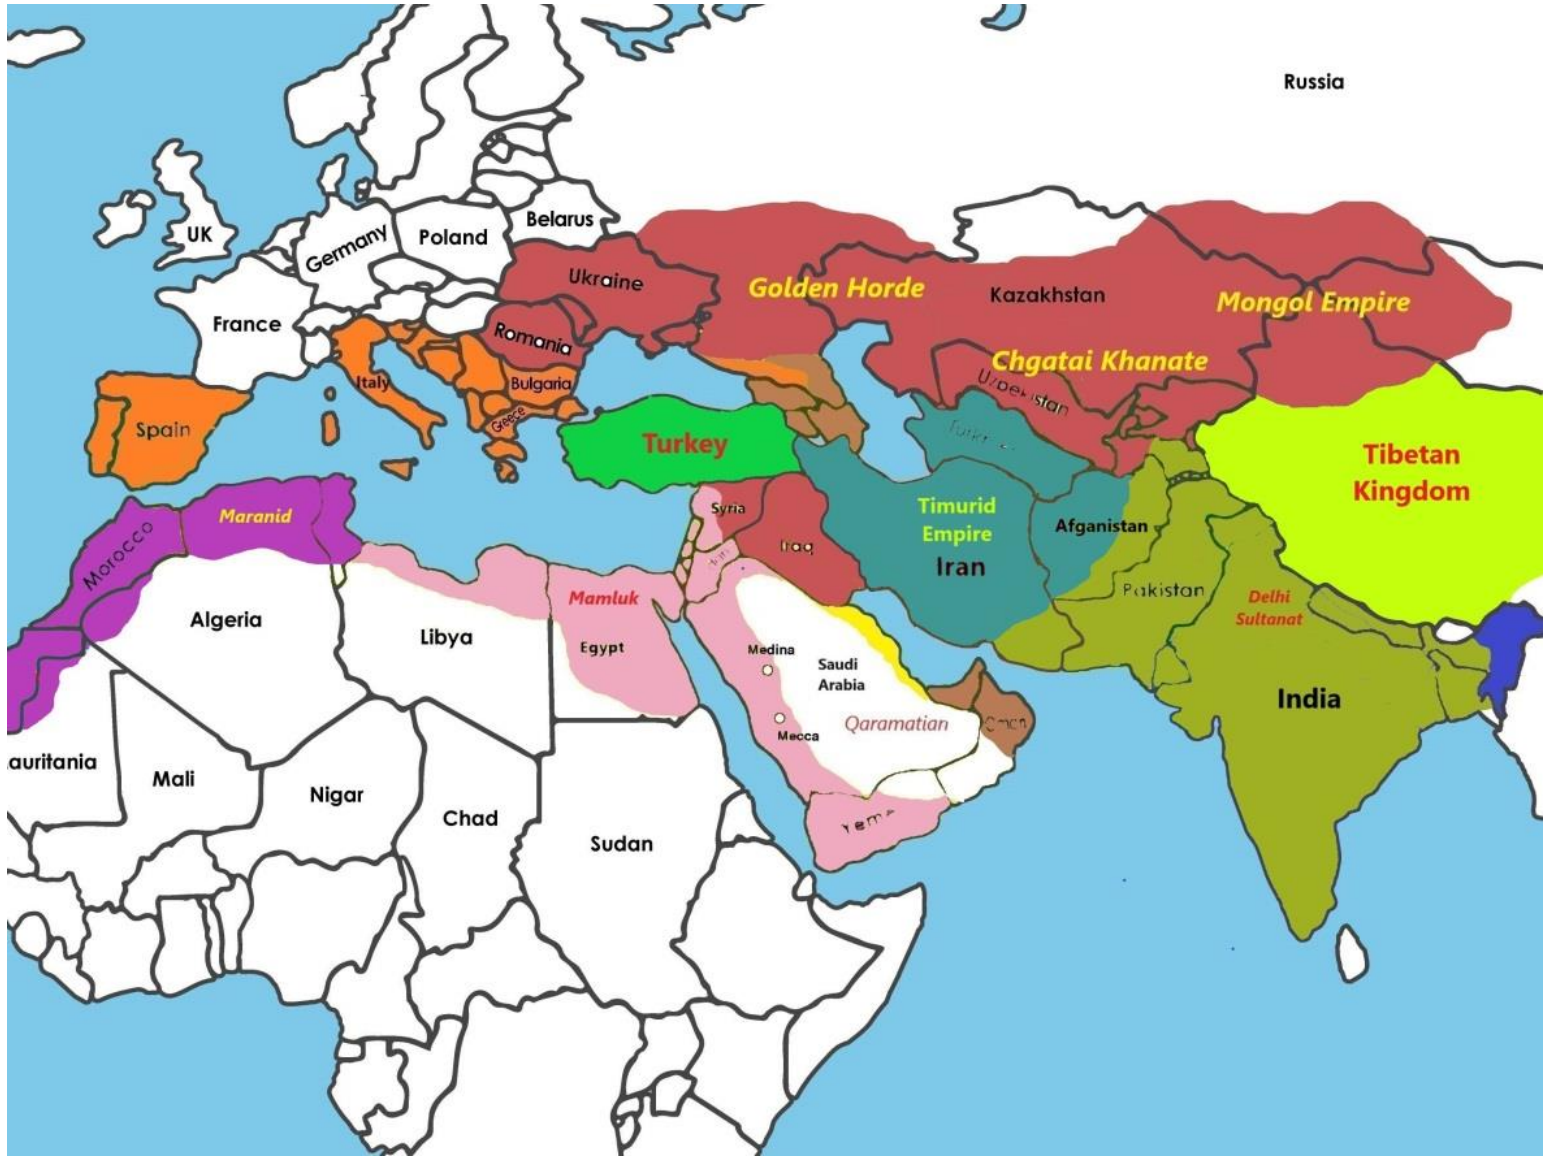 Russia
Belarus
UK
Poland
Germany
Ukraine
Golden Horde
Kazakhstan
Mongol Empire
France
Romania
Chgatai Khanate
Italy
Bulgaria
Uzbekistan
Greece
Spain
Turkey
Tibetan
Kingdom
Maranid
Syria
Timurid
Empire
Afganistan
Morocco
Iraq
Iran
Mamluk
Pakistan
Delhi
Sultanat
Algeria
Libya
Egypt
Medina
Saudi
Arabia
India
Qaramatian
Mecca
Oman
auritania
Mali
Nigar
Chad
Sudan